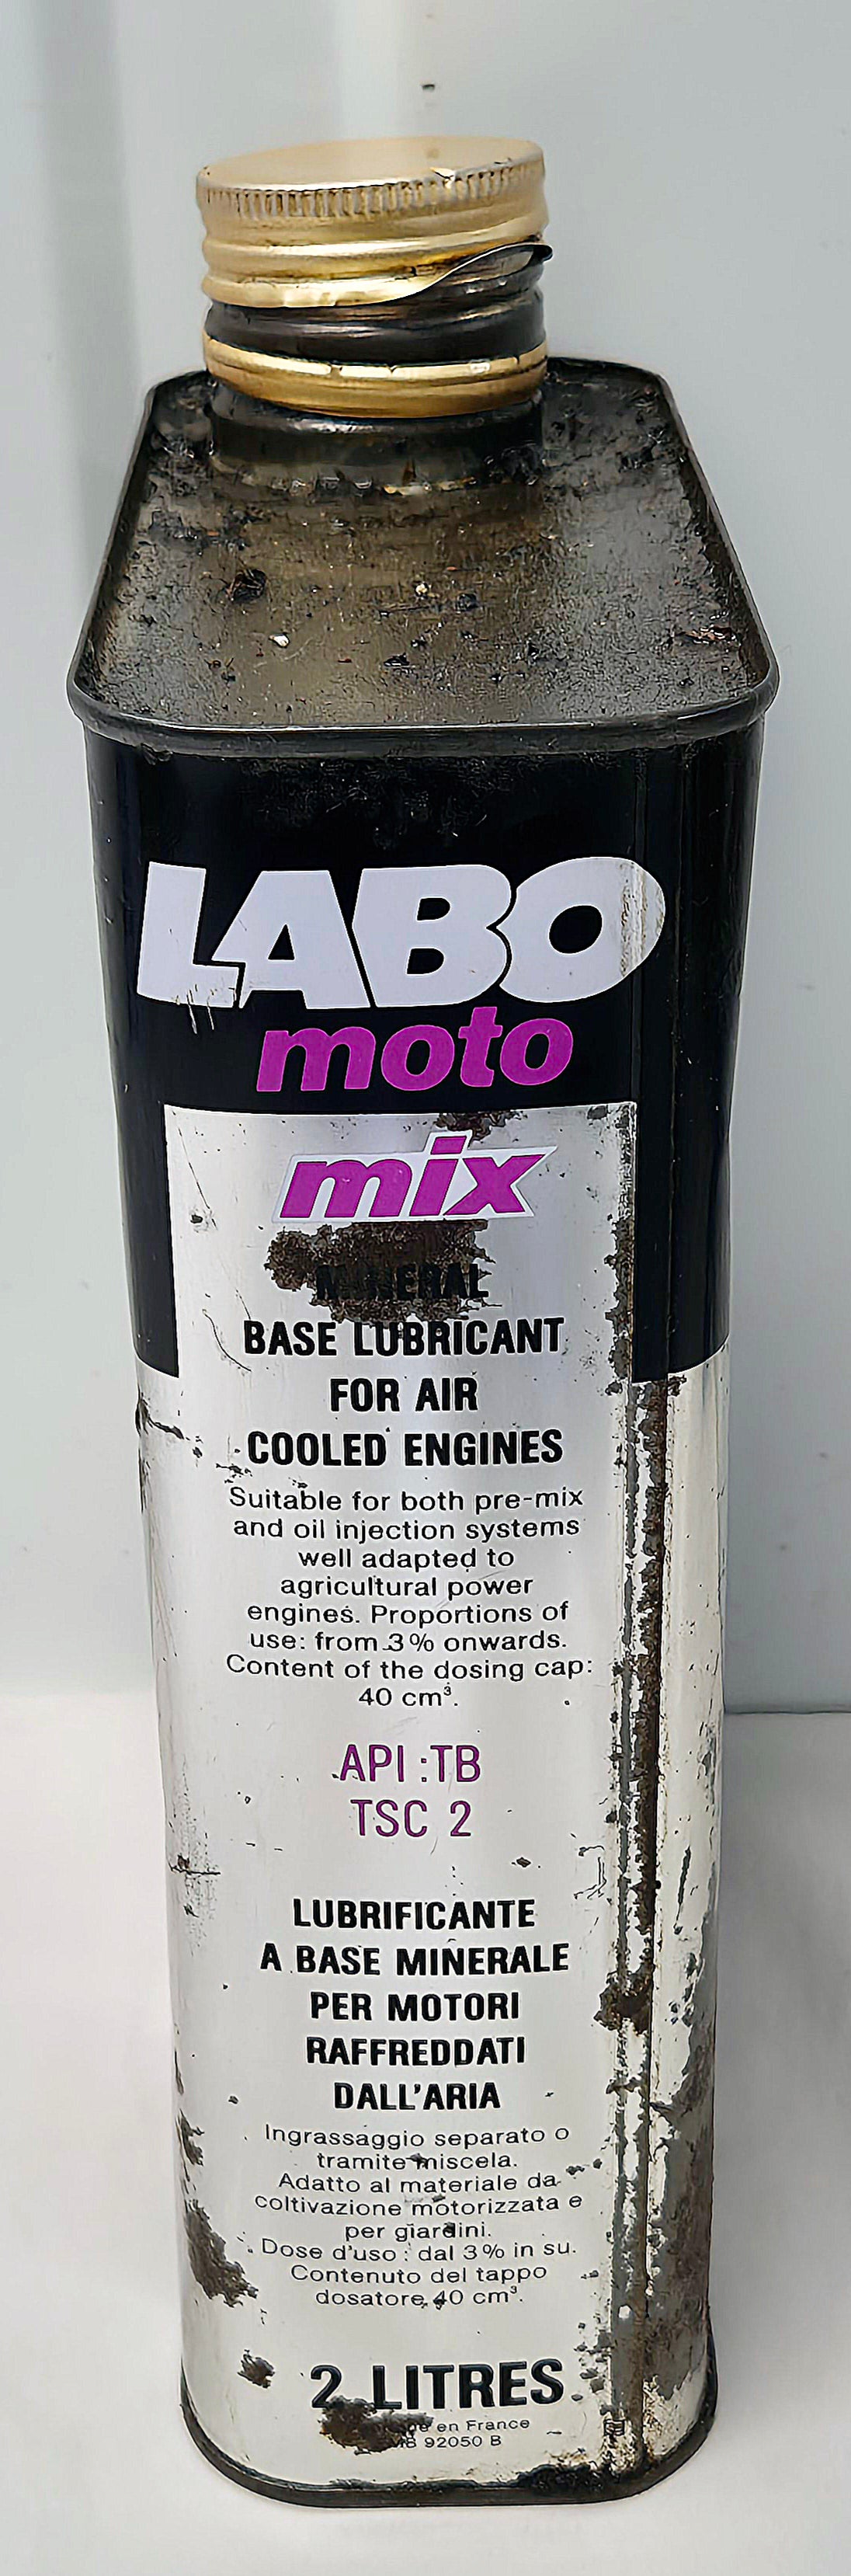 LABO
moto
mix
MINERAL
BASE LUBRICANT
FOR AIR
COOLED ENGINES
Suitable for both pre-mix
and oil injection systems
well adapted to
agricultural power
engines. Proportions of
use: from 3% onwards.
Content of the dosing cap:
40 cm³.
API :TB
TSC 2
LUBRIFICANTE
A BASE MINERALE
PER MOTORI
RAFFREDDATI
DALL'ARIA
Ingrassaggio separato o
tramite miscela.
Adatto al materiale da
coltivazione motorizzata e
per giardini.
Dose d'uso : dal 3% in su.
Contenuto del tappo
dosatore 40 cm³.
2 LITRES
en France
92050 B